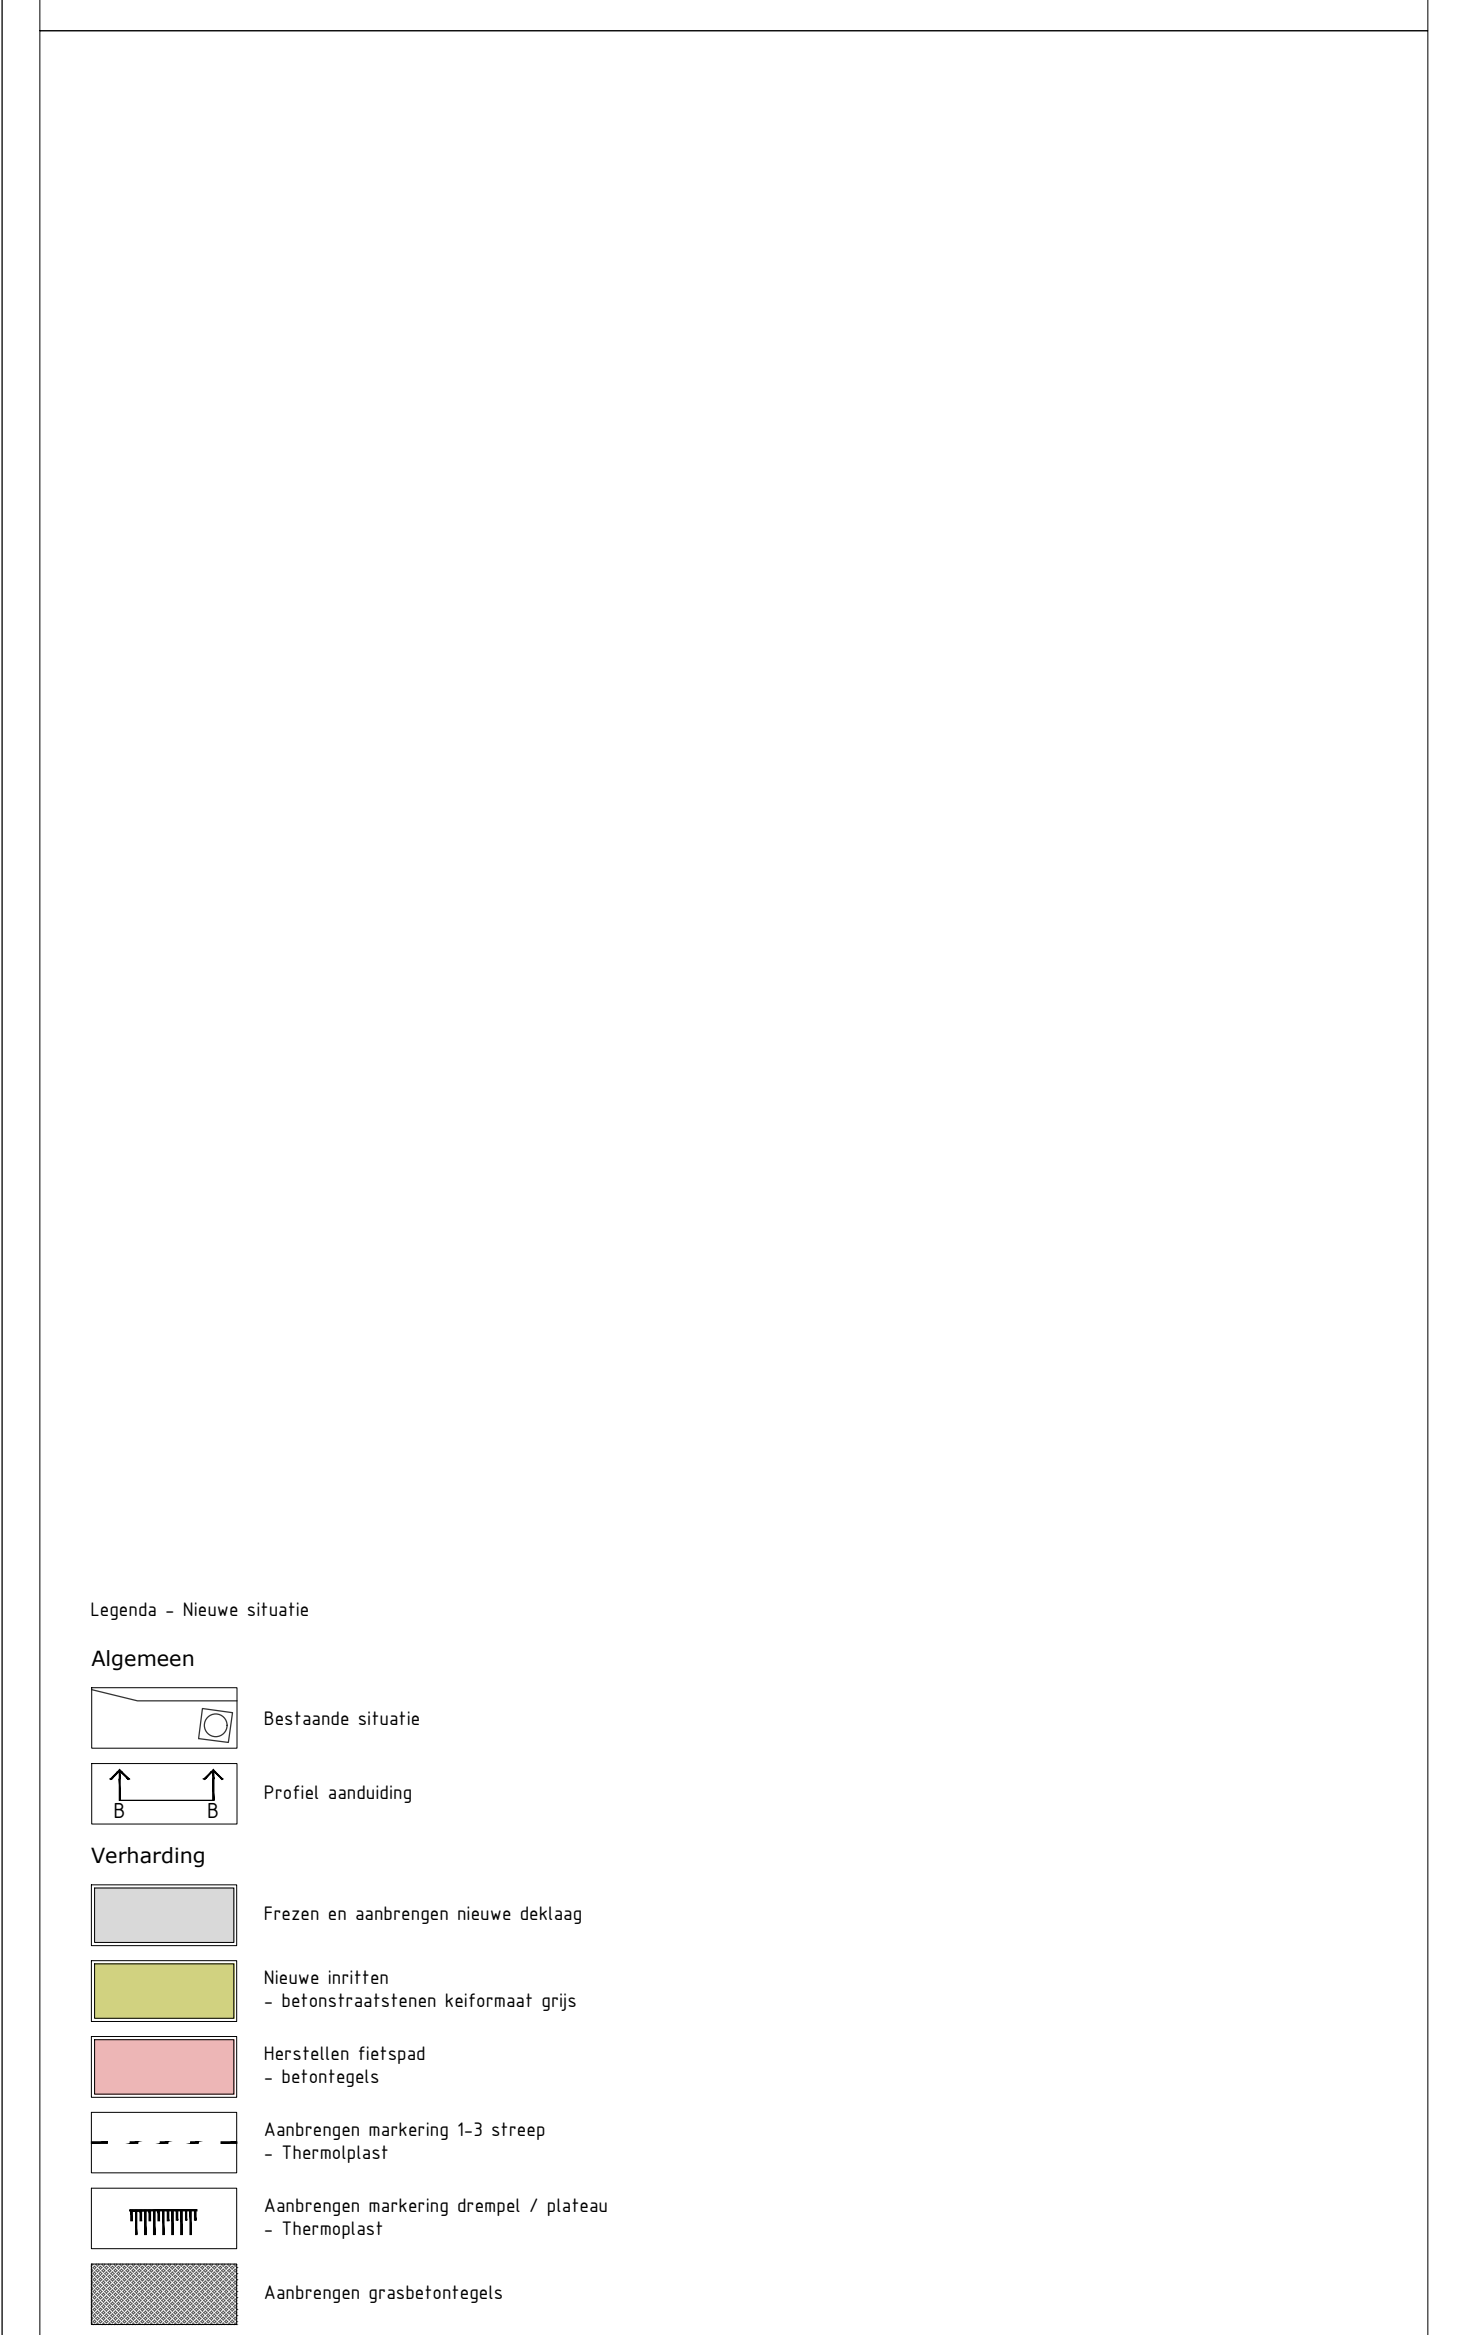 Legenda - Nieuwe situatie
Algemeen
Bestaande situatie
B B
Profiel aanduiding
Verharding
Frezen en aanbrengen nieuwe deklaag
Nieuwe inritten
- betonstraatstenen keiformaat grijs
Herstellen fietspad
- betontegels
Aanbrengen markering 1-3 streep
- Thermolplast
Aanbrengen markering drempel / plateau
- Thermoplast
Aanbrengen grasbetontegels